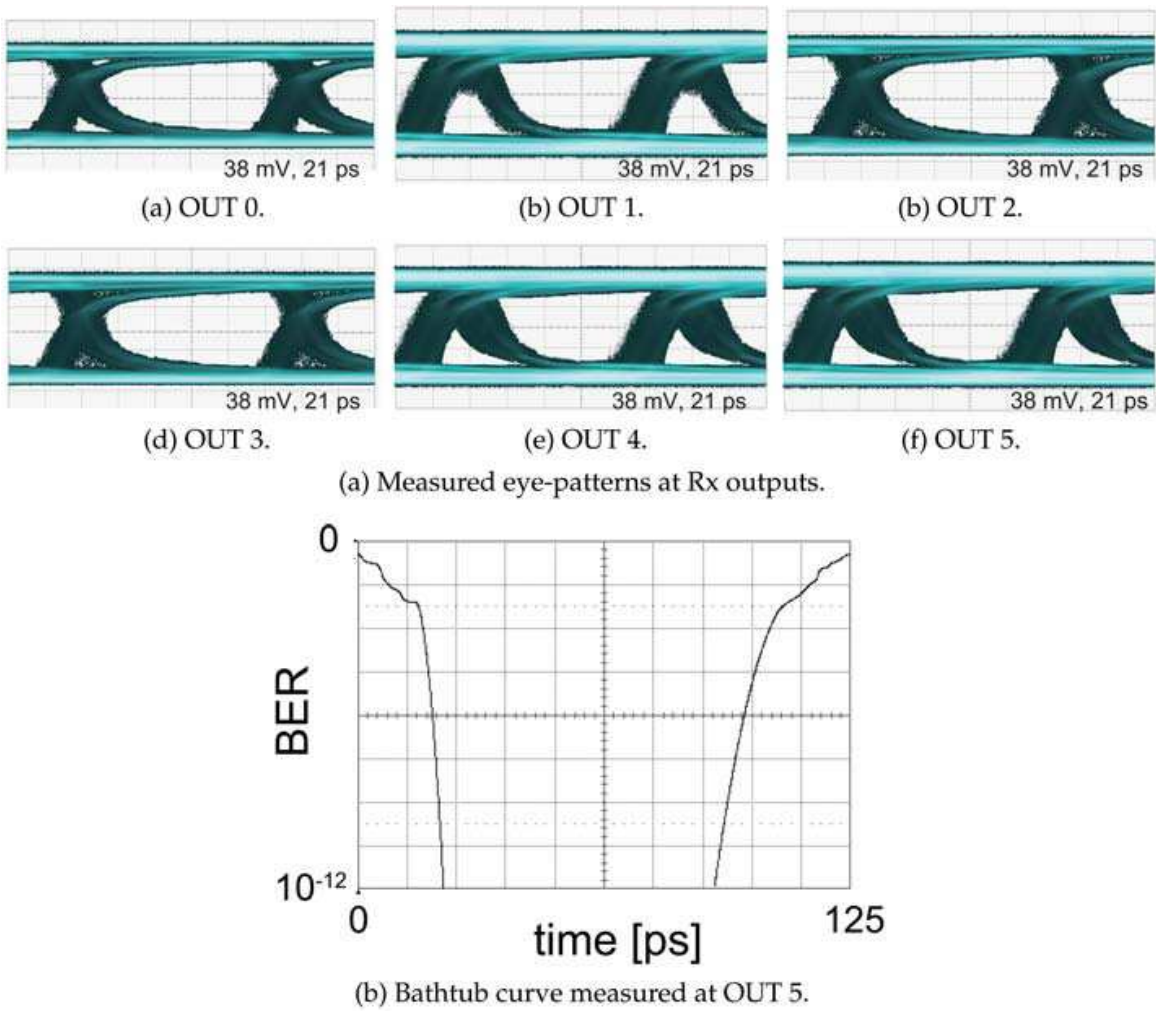 38 mV, 21 ps
38 mV, 21 ps
38 mV, 21 ps
(a) OUT 0.
(b) OUT 1.
(b) OUT 2.
38 mV, 21 ps
38 mV, 21 ps
38 mV, 21 ps
(d) OUT 3.
(e) OUT 4.
(f) OUT 5.
(a) Measured eye-patterns at Rx outputs.
0
BER
10-12
0
125
time [ps]
(b) Bathtub curve measured at OUT 5.